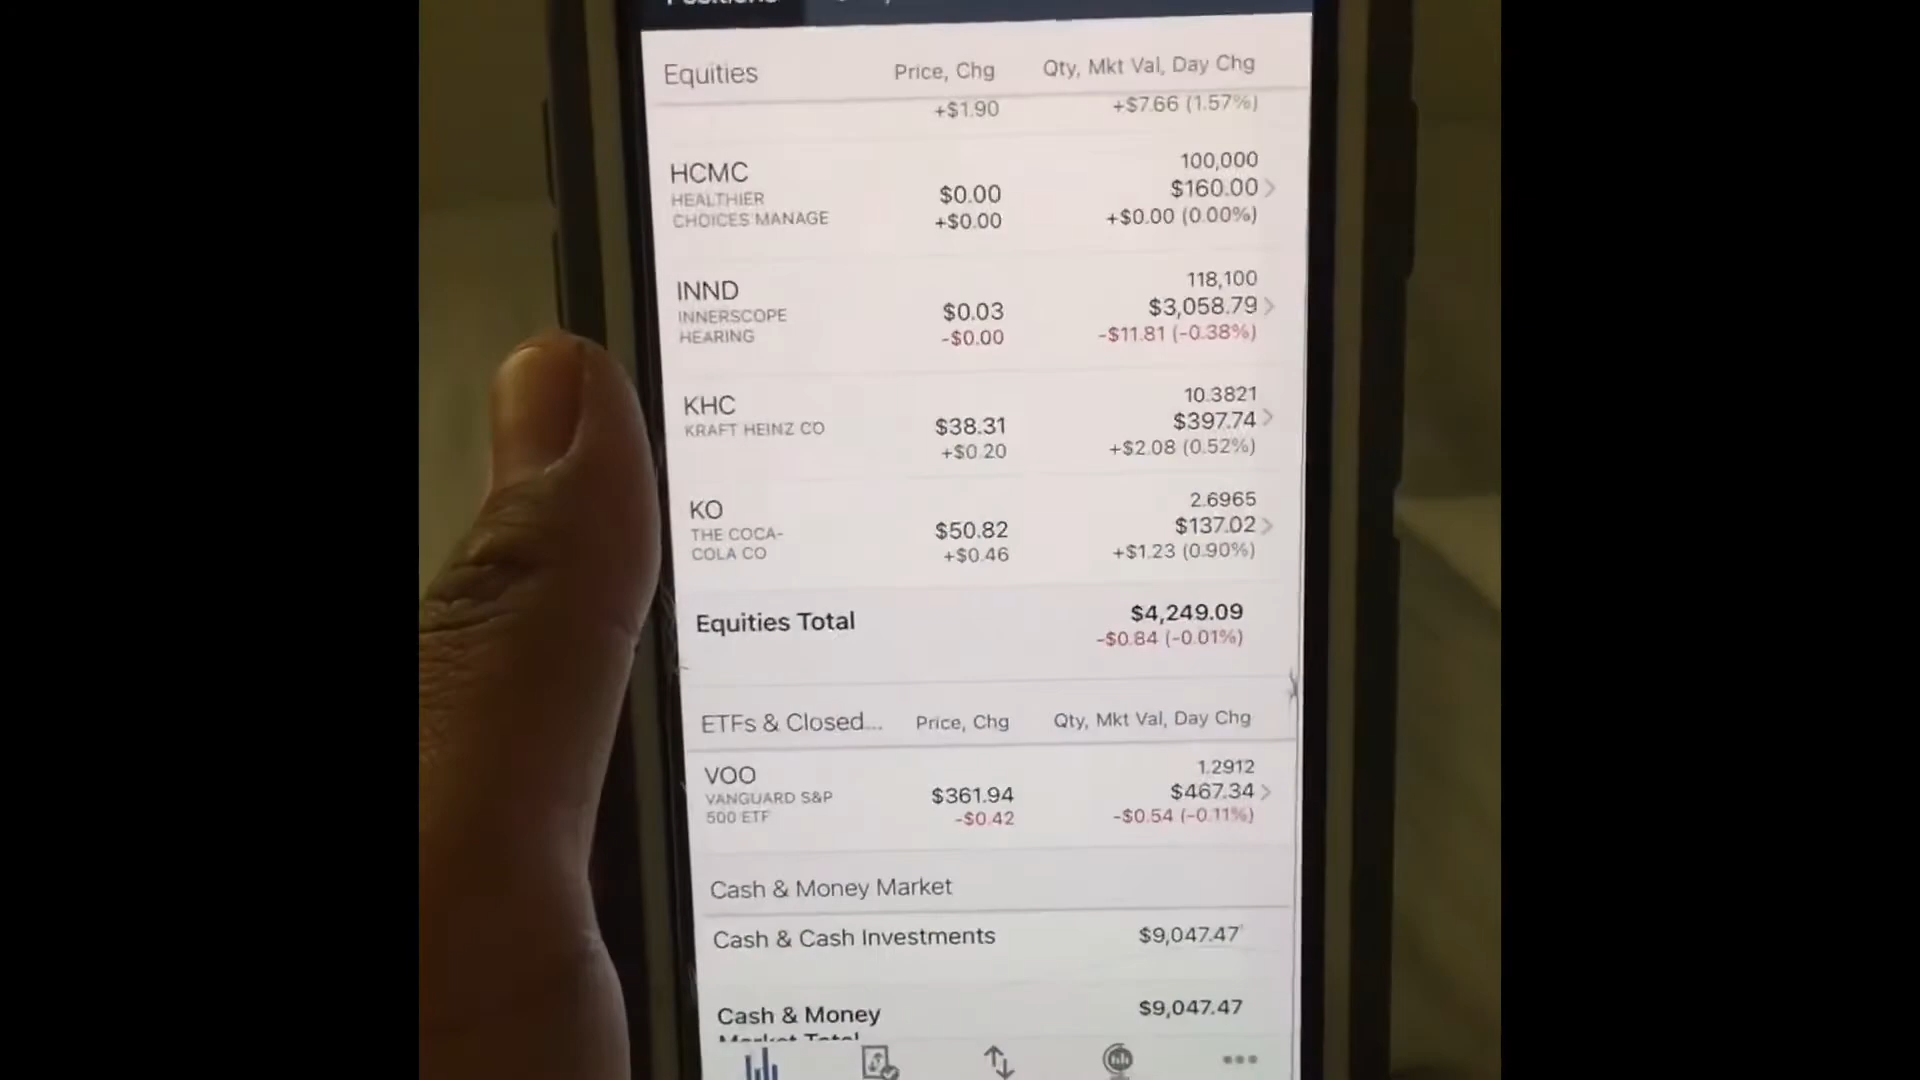 Positions
Equities Price, Chg Qty, Mkt Val, Day Chg
+$1.90 +$7.66 (1.57%)
HCMC 100,000
HEALTHIER $0.00 $160.00
CHOICES MANAGE +$0.00 +$0.00 (0.00%)
INND 118,100
INNERSCOPE $0.03 $3,058.79
HEARING -$0.00 -$11.81 (-0.38%)
KHC 10.3821
KRAFT HEINZ CO $38.31 $397.74
+$0.20 +$2.08 (0.52%)
KO 2.6965
THE COCA- $50.82 $137.02
COLA CO +$0.46 +$1.23 (0.90%)
Equities Total $4,249.09
-$0.84 (-0.01%)
ETFs & Closed... Price, Chg Qty, Mkt Val, Day Chg
VOO 1.2912
VANGUARD S&P $361.94 $467.34
500 ETF -$0.42 -$0.54 (-0.11%)
Cash & Money Market
Cash & Cash Investments $9,047.47
Cash & Money $9,047.47
Market Total